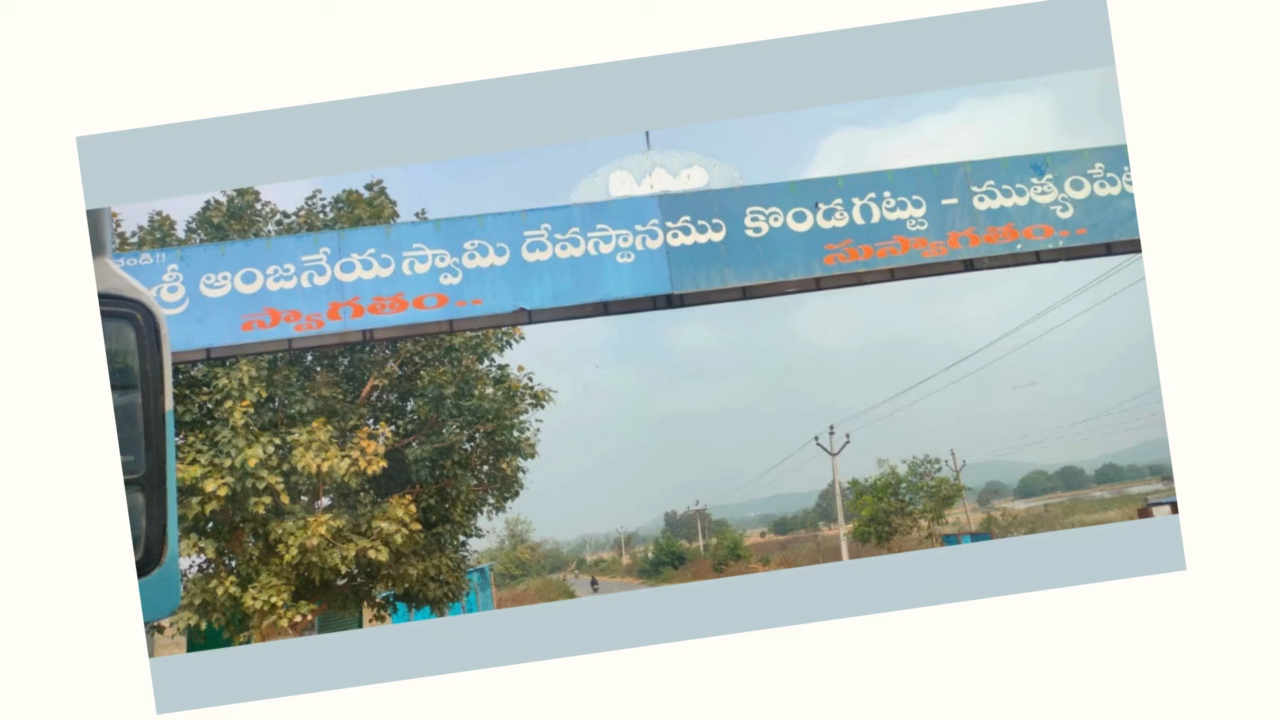 శ్రీ ఆంజనేయ స్వామి దేవస్థానము కొండగట్టు - ముత్యంపేట
స్వాగతం.. సుస్వాగతం..